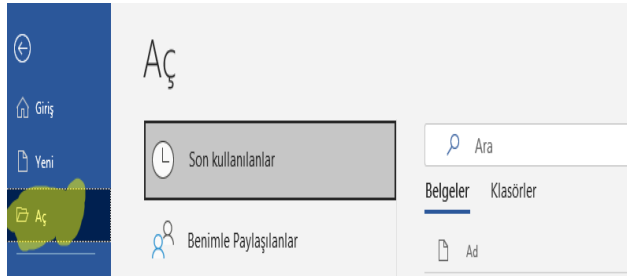 Giriş
Yeni
Aç
Aç
Son kullanılanlar
Benimle Paylaşılanlar
Ara
Belgeler Klasörler
Ad